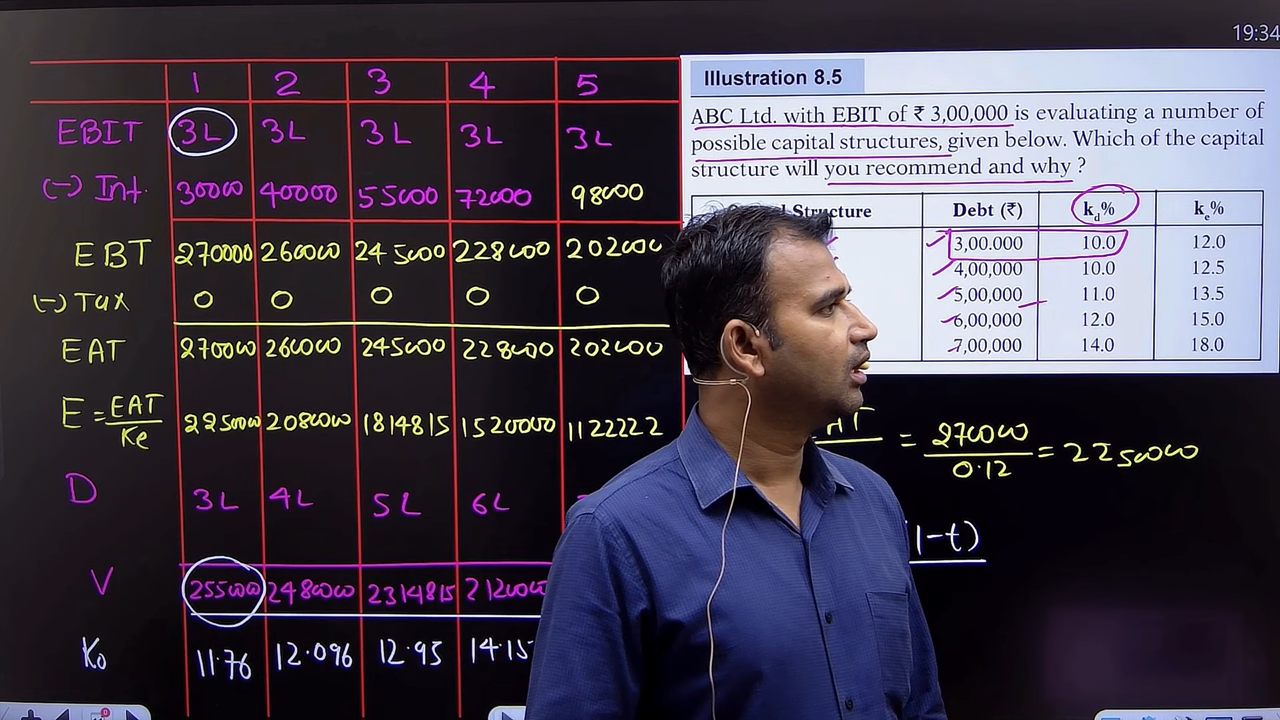 19:34
1 2 3 4 5
EBIT 3L 3L 3L 3L 3L
(-) Int. 30000 40000 55000 72000 98000
EBT 270000 260000 245000 228000 202000
(-) Tax 0 0 0 0 0
EAT 270000 260000 245000 228000 202000
E = EAT/Ke 2250000 2080000 1814815 1520000 1122222
D 3L 4L 5L 6L
V 2550000 2480000 2314815 2120000
Ko 11.76 12.096 12.95 14.15
Illustration 8.5
ABC Ltd. with EBIT of ₹ 3,00,000 is evaluating a number of
possible capital structures, given below. Which of the capital
structure will you recommend and why ?
Structure Debt (₹) kd% ke%
3,00.000 10.0 12.0
4,00,000 10.0 12.5
5,00,000 11.0 13.5
6,00,000 12.0 15.0
7,00,000 14.0 18.0
= 270000/0.12 = 2250000
1-t)